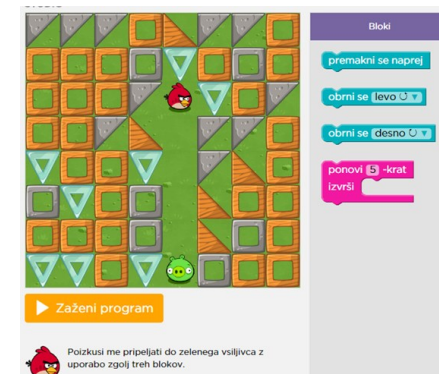 Bloki
premakni se naprej
obrni se levo ↺ ▼
obrni se desno ↻ ▼
ponovi 5 -krat
izvrši
Zaženi program
Poizkusi me pripeljati do zelenega vsiljivca z
uporabo zgolj treh blokov.